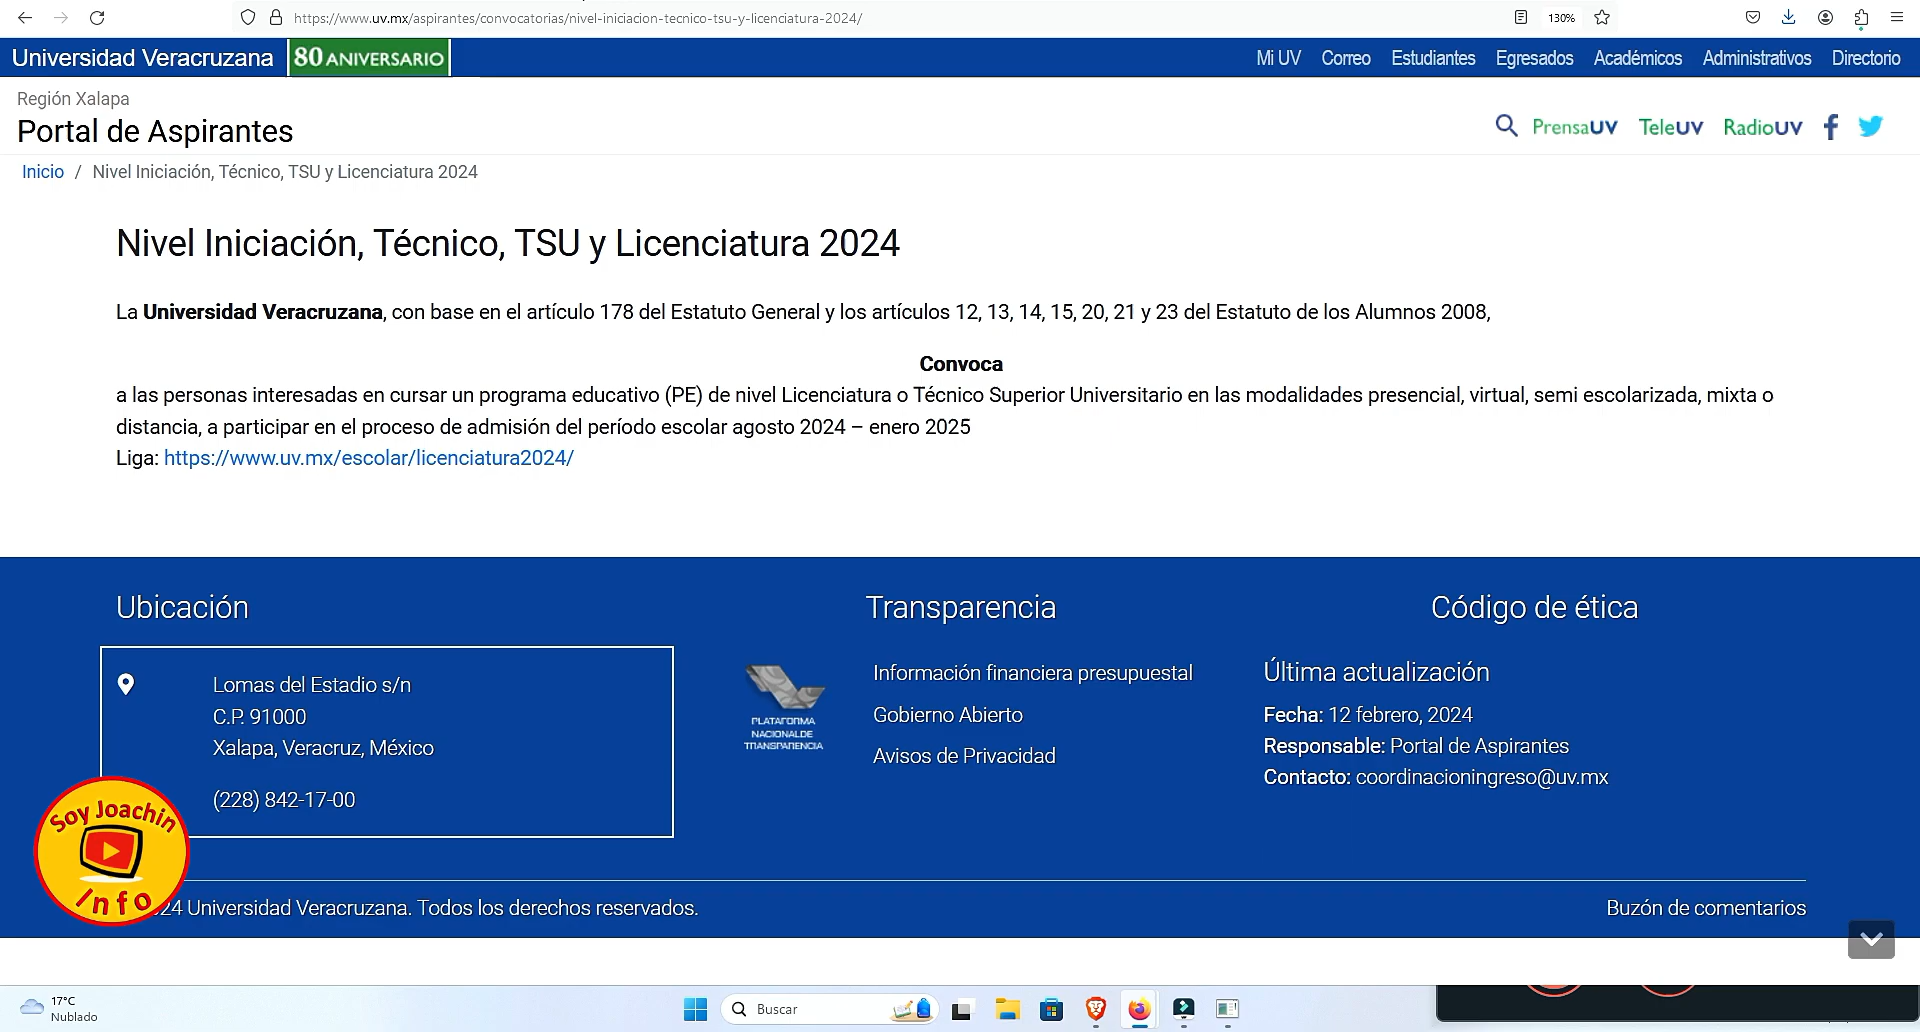 https://www.uv.mx/aspirantes/convocatorias/nivel-iniciacion-tecnico-tsu-y-licenciatura-2024/
130%
Universidad Veracruzana
80 ANIVERSARIO
Mi UV
Correo
Estudiantes
Egresados
Académicos
Administrativos
Directorio
Región Xalapa
Portal de Aspirantes
PrensaUV
TeleUV
RadioUV
Inicio / Nivel Iniciación, Técnico, TSU y Licenciatura 2024
Nivel Iniciación, Técnico, TSU y Licenciatura 2024
La Universidad Veracruzana, con base en el artículo 178 del Estatuto General y los artículos 12, 13, 14, 15, 20, 21 y 23 del Estatuto de los Alumnos 2008,
Convoca
a las personas interesadas en cursar un programa educativo (PE) de nivel Licenciatura o Técnico Superior Universitario en las modalidades presencial, virtual, semi escolarizada, mixta o
distancia, a participar en el proceso de admisión del período escolar agosto 2024 – enero 2025
Liga: https://www.uv.mx/escolar/licenciatura2024/
Ubicación
Lomas del Estadio s/n
C.P. 91000
Xalapa, Veracruz, México
(228) 842-17-00
Transparencia
PLATAFORMA
NACIONAL DE
TRANSPARENCIA
Información financiera presupuestal
Gobierno Abierto
Avisos de Privacidad
Código de ética
Última actualización
Fecha: 12 febrero, 2024
Responsable: Portal de Aspirantes
Contacto: coordinacioningreso@uv.mx
Soy Joachin
Info
24 Universidad Veracruzana. Todos los derechos reservados.
Buzón de comentarios
17°C
Nublado
Buscar